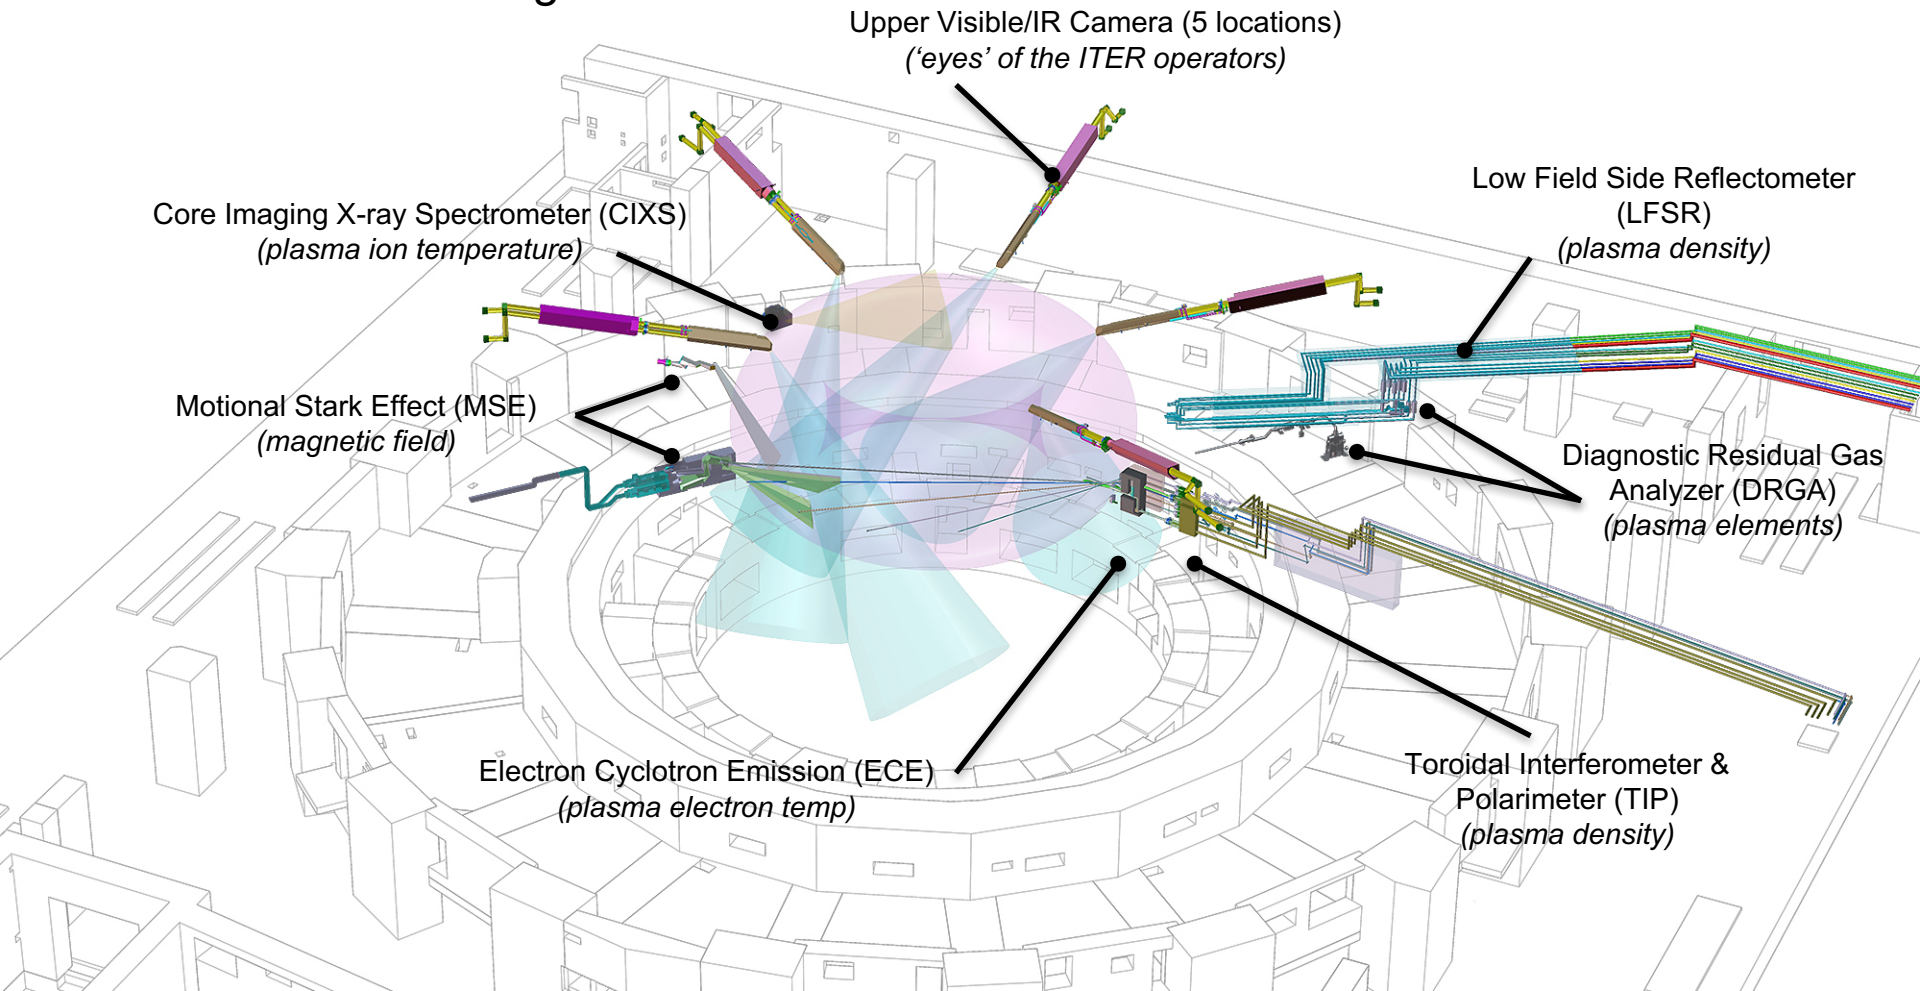 Upper Visible/IR Camera (5 locations)
(‘eyes’ of the ITER operators)
Low Field Side Reflectometer
(LFSR)
(plasma density)
Core Imaging X-ray Spectrometer (CIXS)
(plasma ion temperature)
Motional Stark Effect (MSE)
(magnetic field)
Diagnostic Residual Gas
Analyzer (DRGA)
(plasma elements)
Electron Cyclotron Emission (ECE)
(plasma electron temp)
Toroidal Interferometer &
Polarimeter (TIP)
(plasma density)